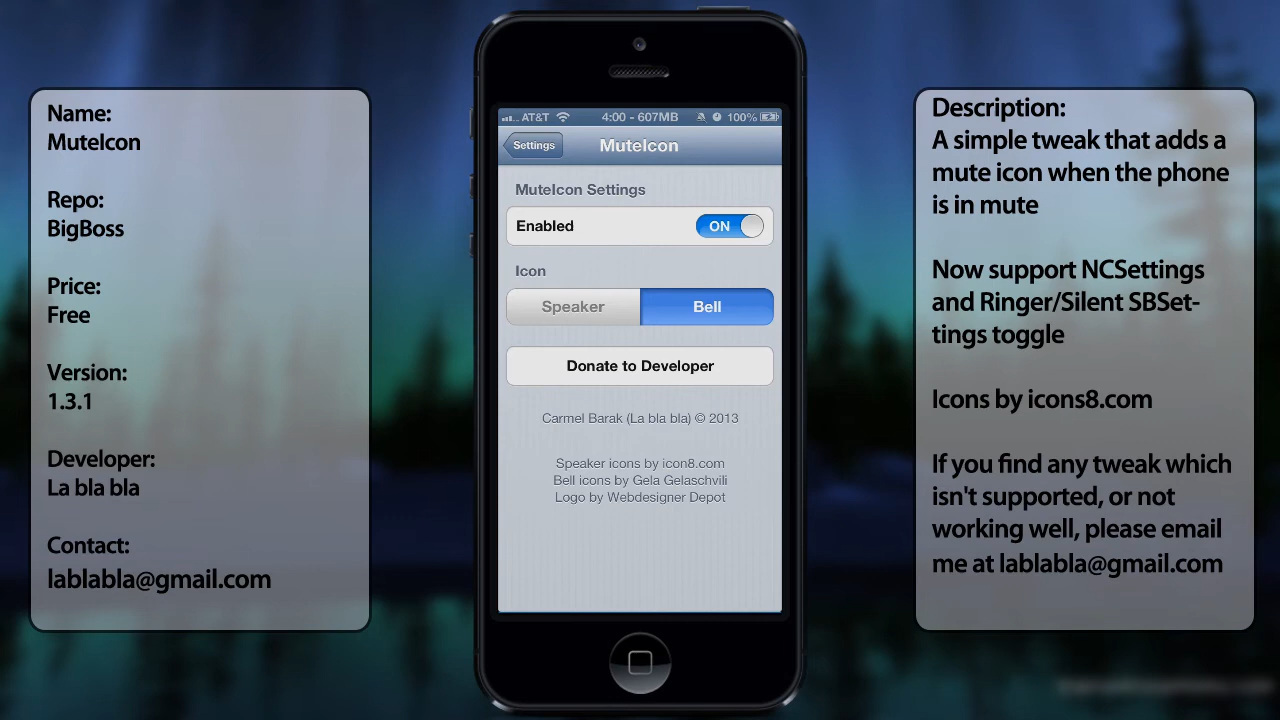 Name:
MuteIcon
Repo:
BigBoss
Price:
Free
Version:
1.3.1
Developer:
La bla bla
Contact:
lablabla@gmail.com
AT&T 4:00 - 607MB 100%
Settings MuteIcon
MuteIcon Settings
Enabled ON
Icon
Speaker Bell
Donate to Developer
Carmel Barak (La bla bla) © 2013
Speaker icons by icon8.com
Bell icons by Gela Gelaschvili
Logo by Webdesigner Depot
Description:
A simple tweak that adds a
mute icon when the phone
is in mute
Now support NCSettings
and Ringer/Silent SBSet-
tings toggle
Icons by icons8.com
If you find any tweak which
isn't supported, or not
working well, please email
me at lablabla@gmail.com